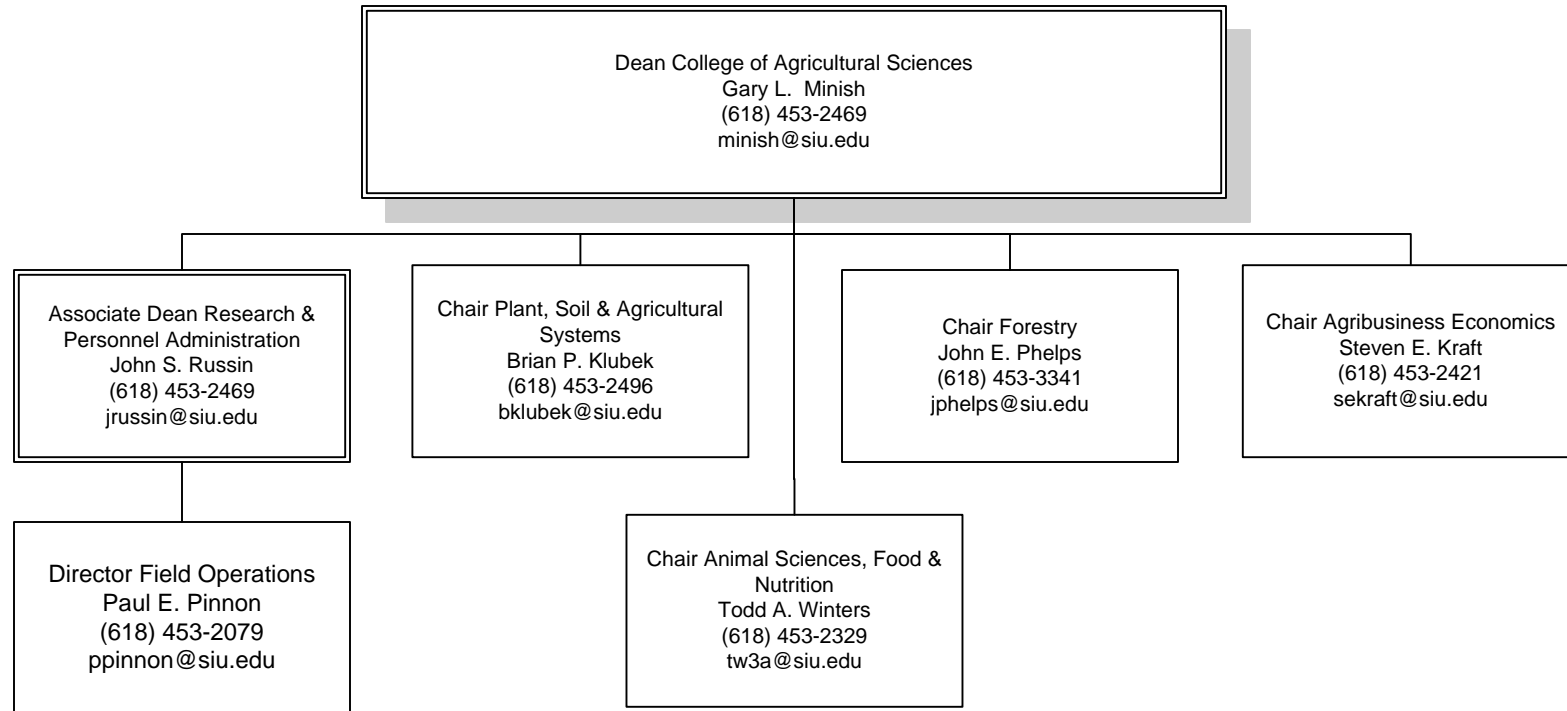 Dean College of Agricultural Sciences
Gary L. Minish
(618) 453-2469
minish@siu.edu
Associate Dean Research &
Personnel Administration
John S. Russin
(618) 453-2469
jrussin@siu.edu
Chair Plant, Soil & Agricultural
Systems
Brian P. Klubek
(618) 453-2496
bklubek@siu.edu
Chair Forestry
John E. Phelps
(618) 453-3341
jphelps@siu.edu
Chair Agribusiness Economics
Steven E. Kraft
(618) 453-2421
sekraft@siu.edu
Director Field Operations
Paul E. Pinnon
(618) 453-2079
ppinnon@siu.edu
Chair Animal Sciences, Food &
Nutrition
Todd A. Winters
(618) 453-2329
tw3a@siu.edu